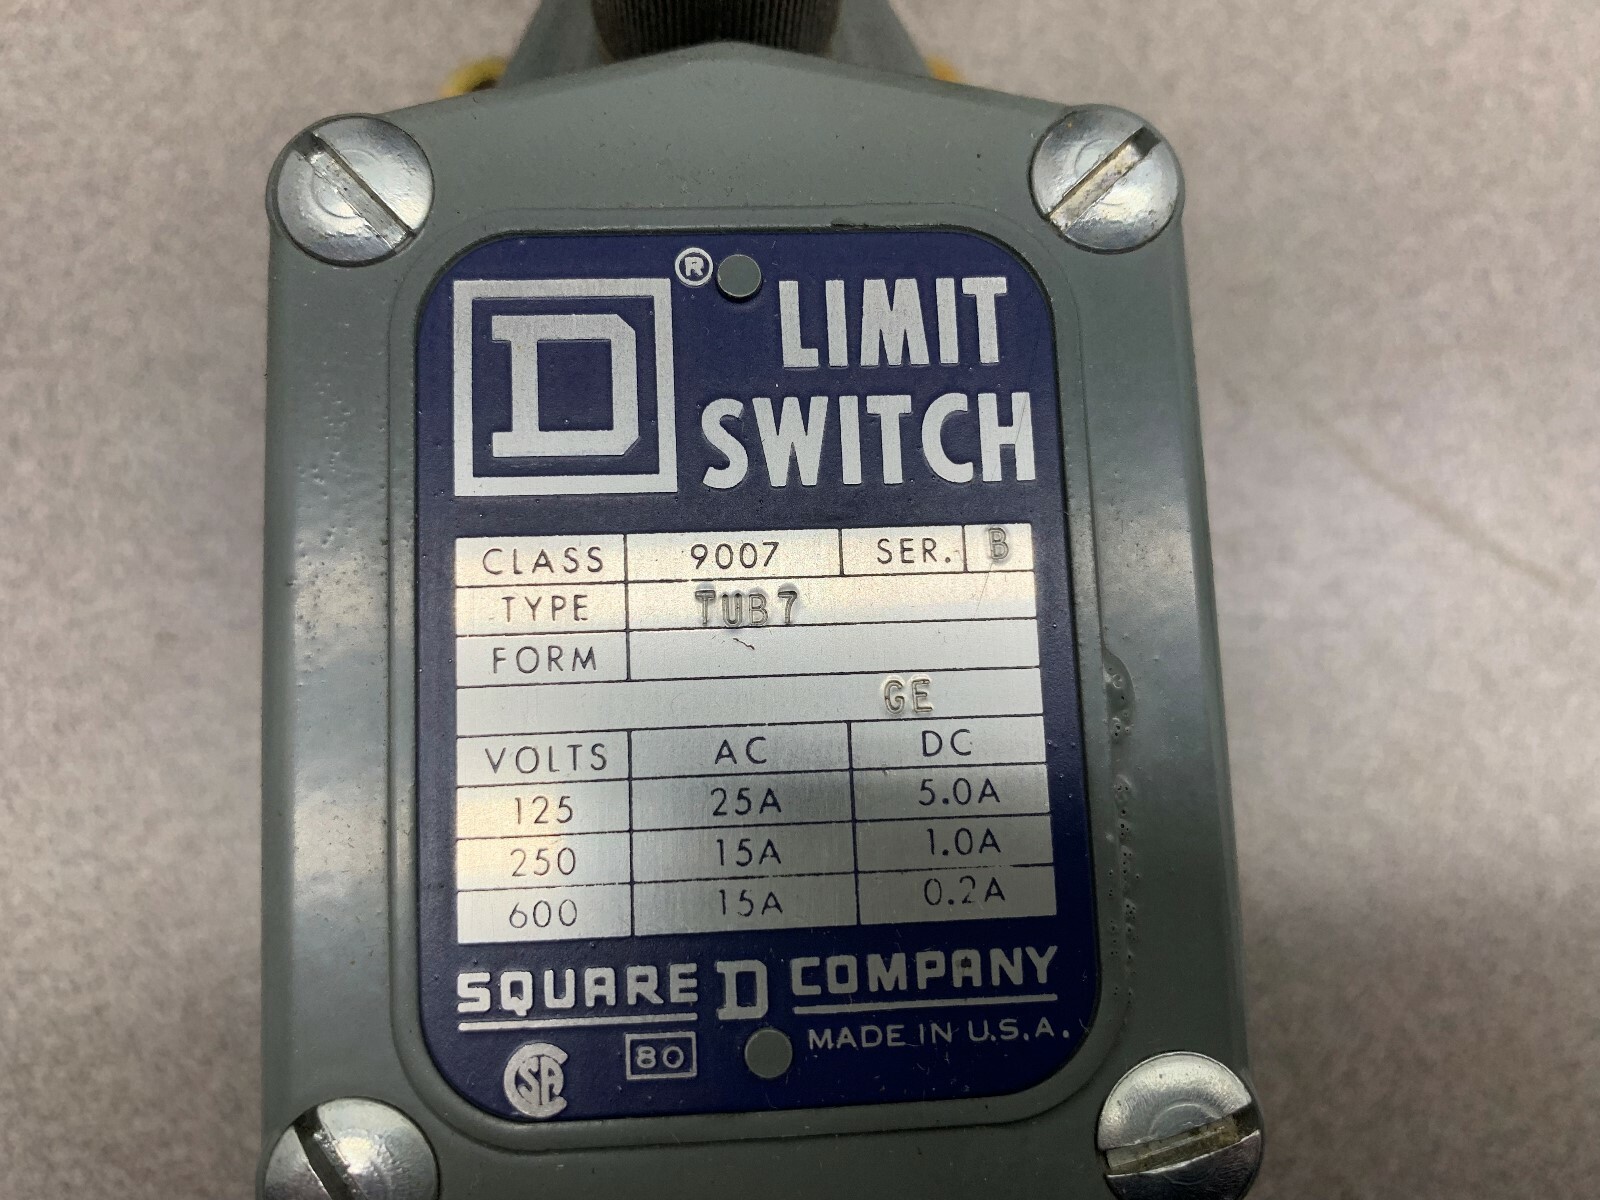 D ®
LIMIT
SWITCH
CLASS 9007 SER. B
TYPE TUB7
FORM
GE
VOLTS AC DC
125 25A 5.0A
250 15A 1.0A
600 15A 0.2A
SQUARE D COMPANY
MADE IN U.S.A.
CSA 80